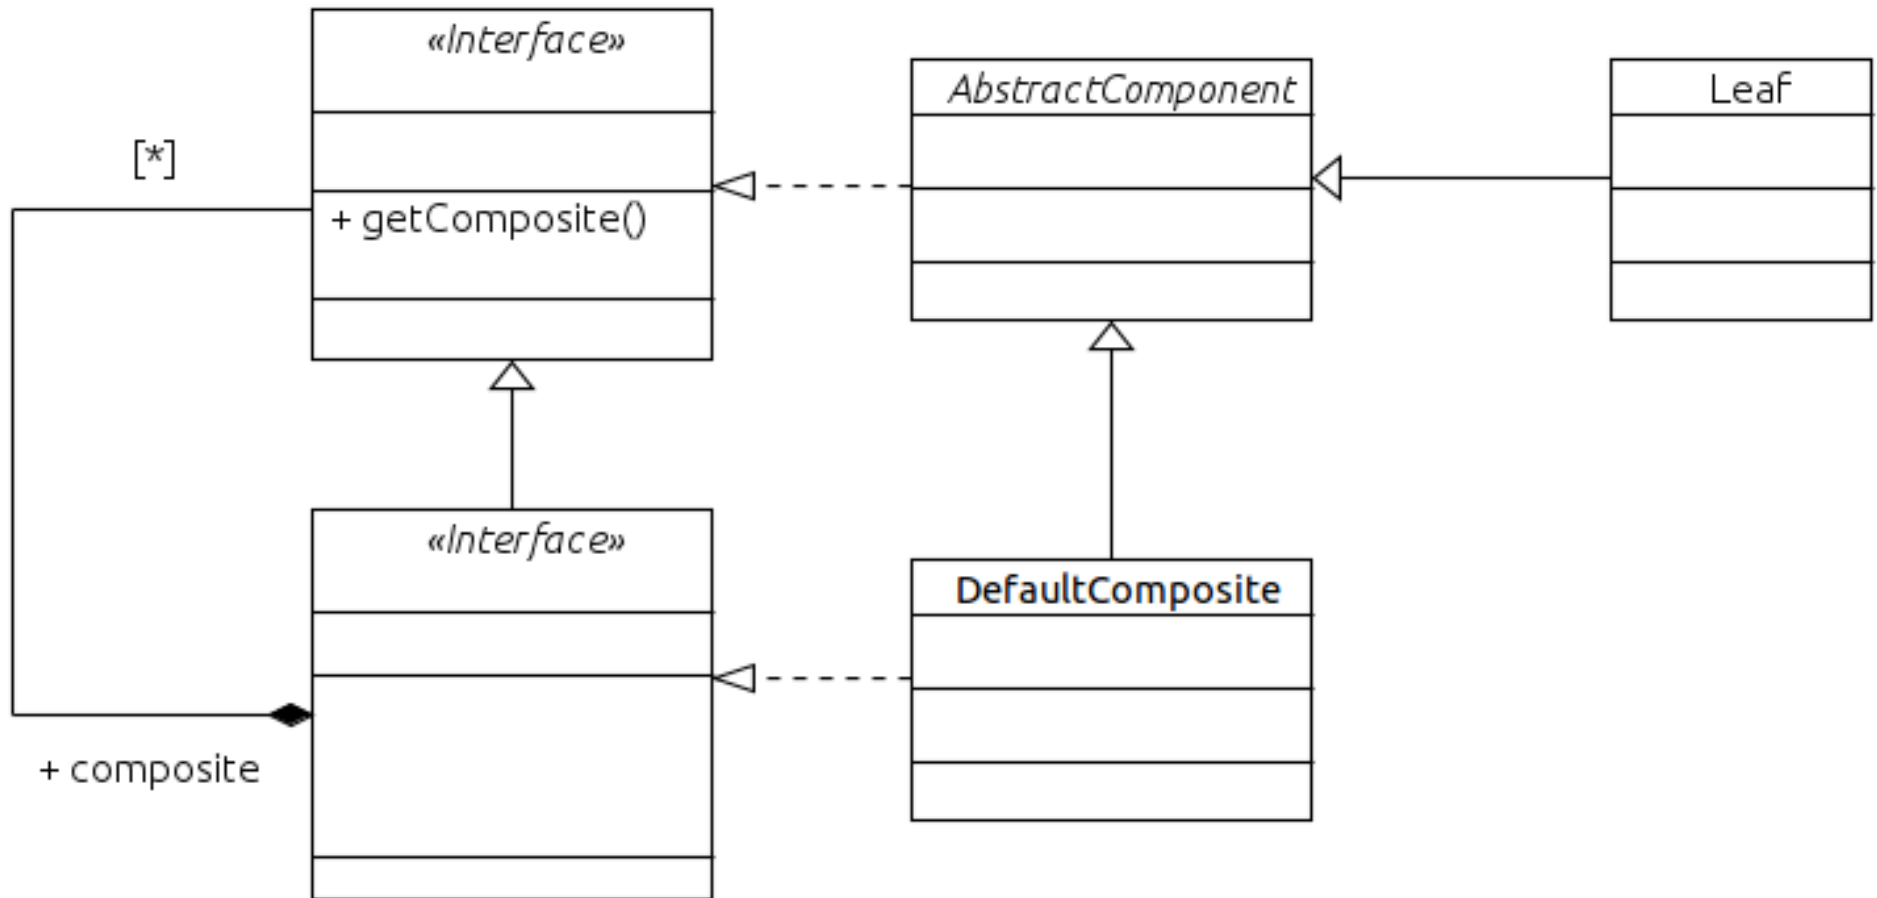 «Interface»
AbstractComponent
Leaf
[*]
+ getComposite()
«Interface»
DefaultComposite
+ composite